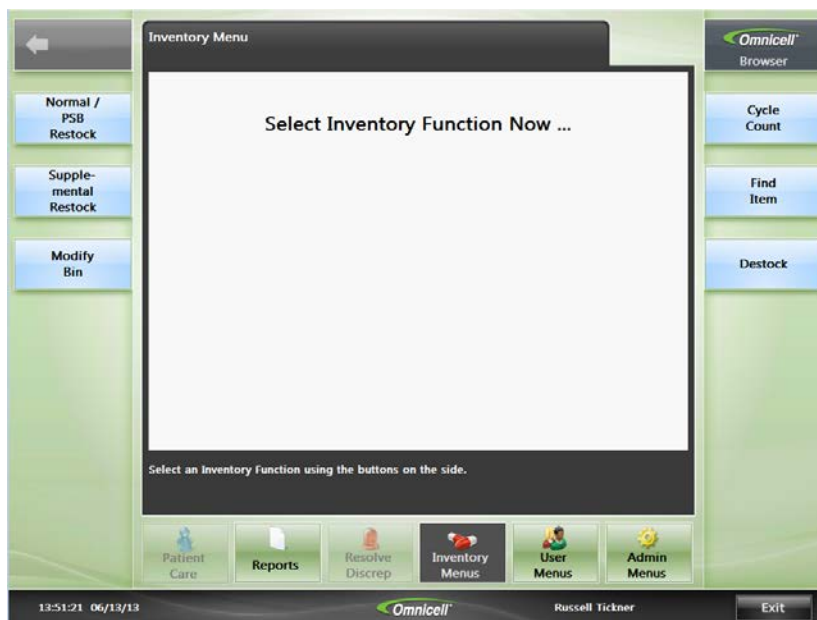 Inventory Menu
Omnicell
Browser
Normal /
PSB
Restock
Supple-
mental
Restock
Modify
Bin
Select Inventory Function Now ...
Cycle
Count
Find
Item
Destock
Select an Inventory Function using the buttons on the side.
Patient
Care
Reports
Resolve
Discrep
Inventory
Menus
User
Menus
Admin
Menus
13:51:21 06/13/13
Omnicell
Russell Tickner
Exit